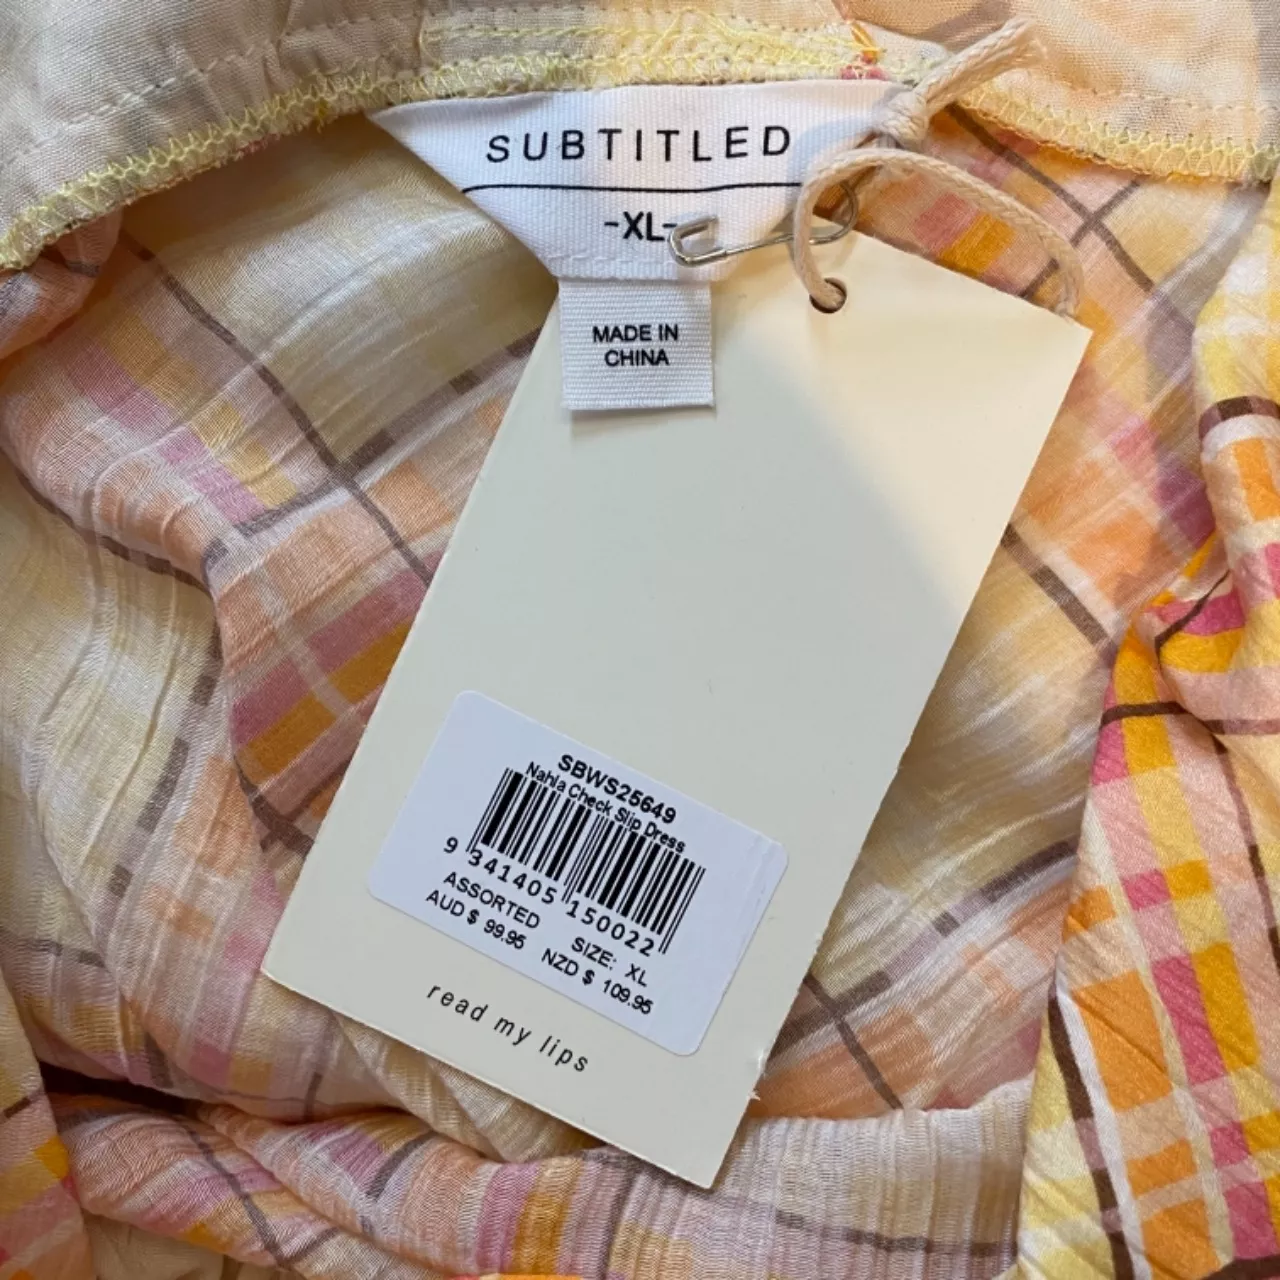 SUBTITLED
-XL-
MADE IN
CHINA
SBWS25649
Nahla Check Slip Dress
9 341405 150022
ASSORTED SIZE: XL
AUD $ 99.95 NZD $ 109.95
read my lips